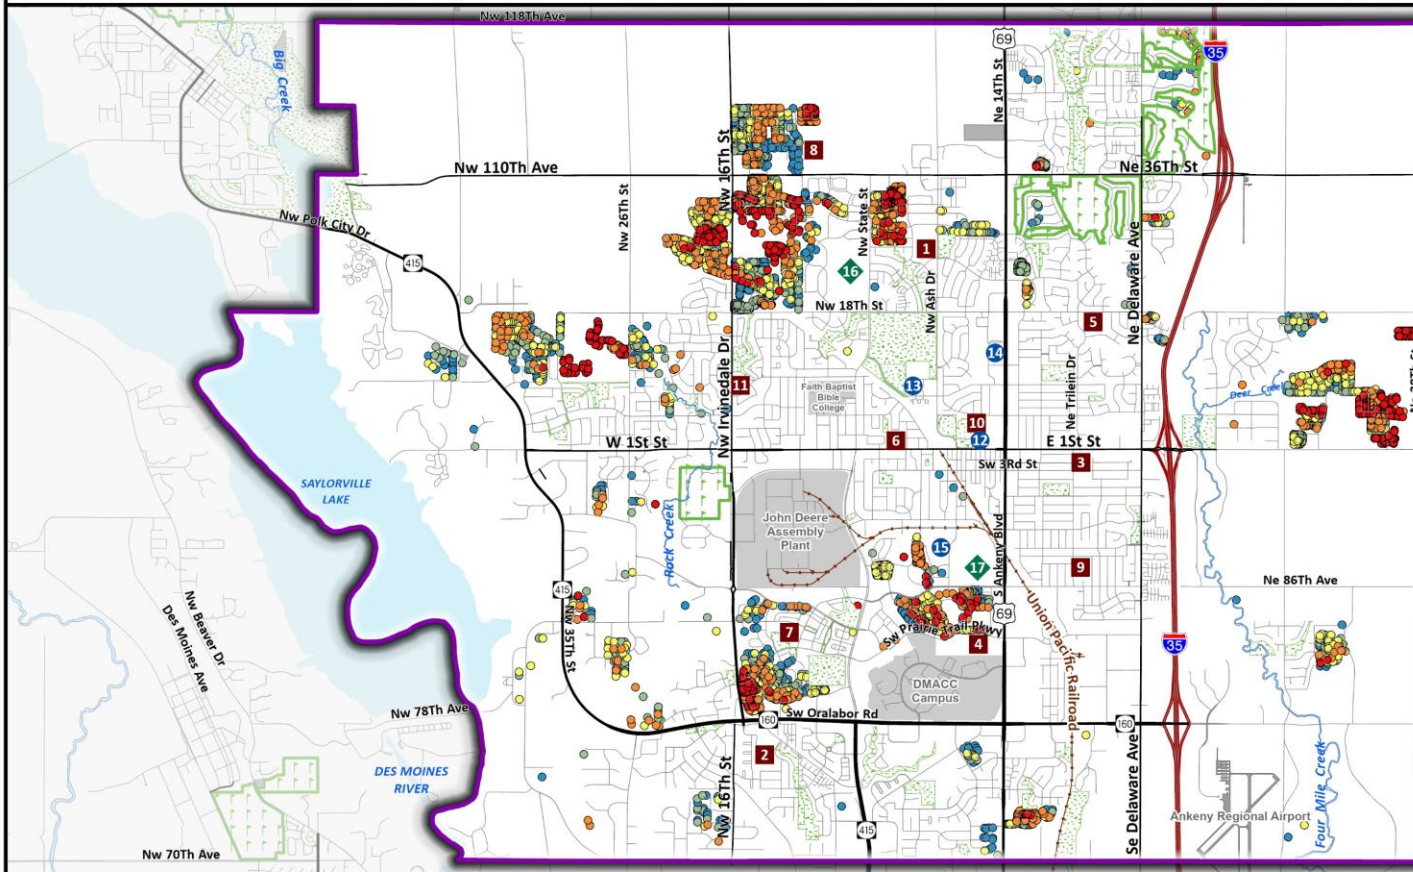 Nw 118Th Ave
69
35
Big Creek
Ne 14Th St
Nw 16Th St
8
Nw 110Th Ave
Ne 36Th St
Nw 26Th St
Nw State St
Nw Polk City Dr
415
1
16
Ne Delaware Ave
Nw 18Th St
Nw Ash Dr
5
14
Nw Irvinedale Dr
Ne Trilein Dr
11
Faith Baptist
Bible
College
13
Deer Creek
10
W 1St St
6
12
E 1St St
Sw 3Rd St
3
SAYLORVILLE
LAKE
Rock Creek
John Deere
Assembly
Plant
S Ankeny Blvd
15
17
9
Ne 86Th Ave
415
Nw 35Th St
Nw Beaver Dr
Des Moines Ave
7
Sw Prairie Trail Pkwy
69
4
Union Pacific Railroad
35
DMACC
Campus
Nw 78Th Ave
160
Sw Oralabor Rd
160
2
DES MOINES
RIVER
Nw 16Th St
415
Se Delaware Ave
Ankeny Regional Airport
Four Mile Creek
Nw 70Th Ave